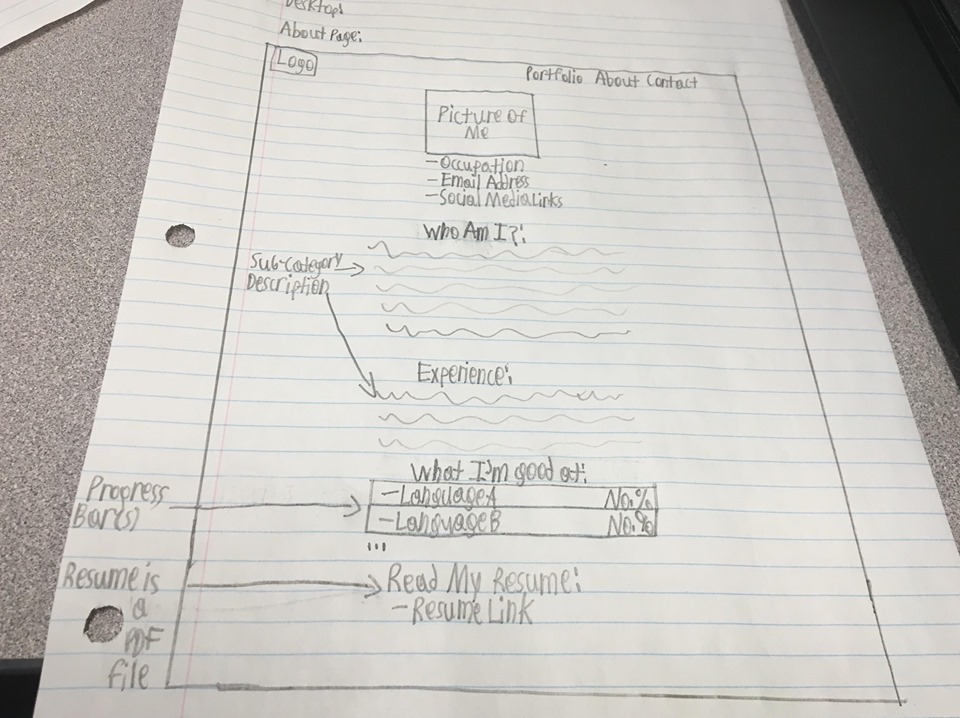 Desktop:
About Page:
Logo
Portfolio About Contact
Picture of
Me
- Occupation
- Email Address
- Social Media Links
Who Am I?:
Sub-Category
Description
Experience:
What I'm good at:
Progress
Bar(s)
- Language A No.%
- Language B No.%
...
Resume is
a
PDF
file
Read My Resume:
- Resume Link